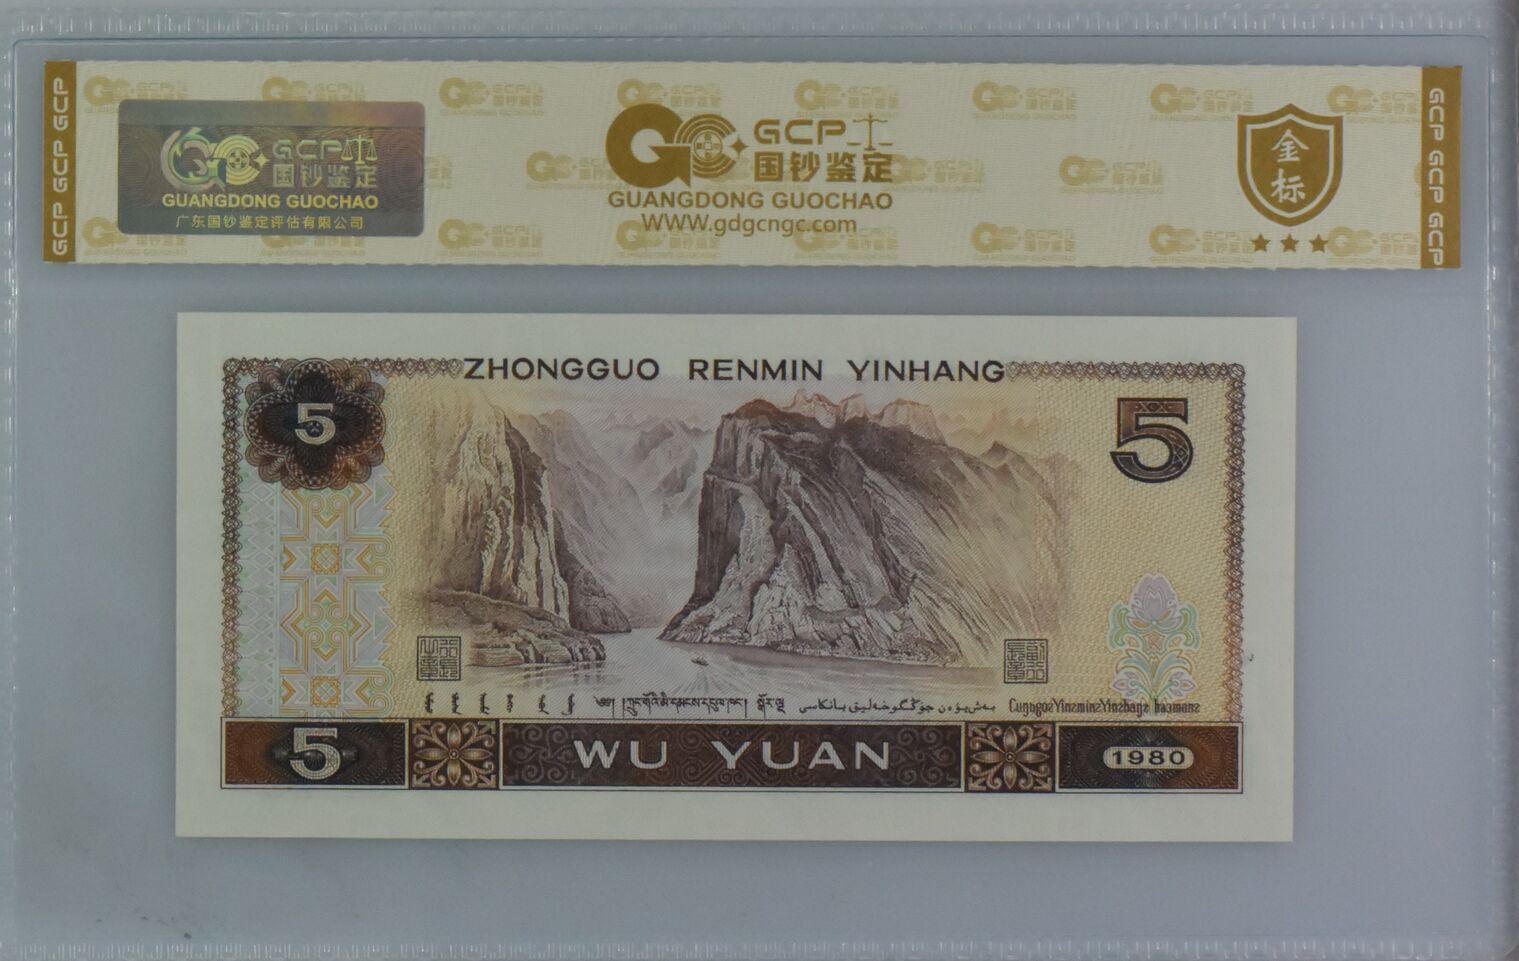 GCP
国钞鉴定
GUANGDONG GUOCHAO
广东国钞鉴定评估有限公司
GCP
国钞鉴定
GUANGDONG GUOCHAO
WWW.gdgcngc.com
金标
GCP GCP GCP
GCP GCP GCP
ZHONGGUO RENMIN YINHANG
5
5
5 WU YUAN 1980